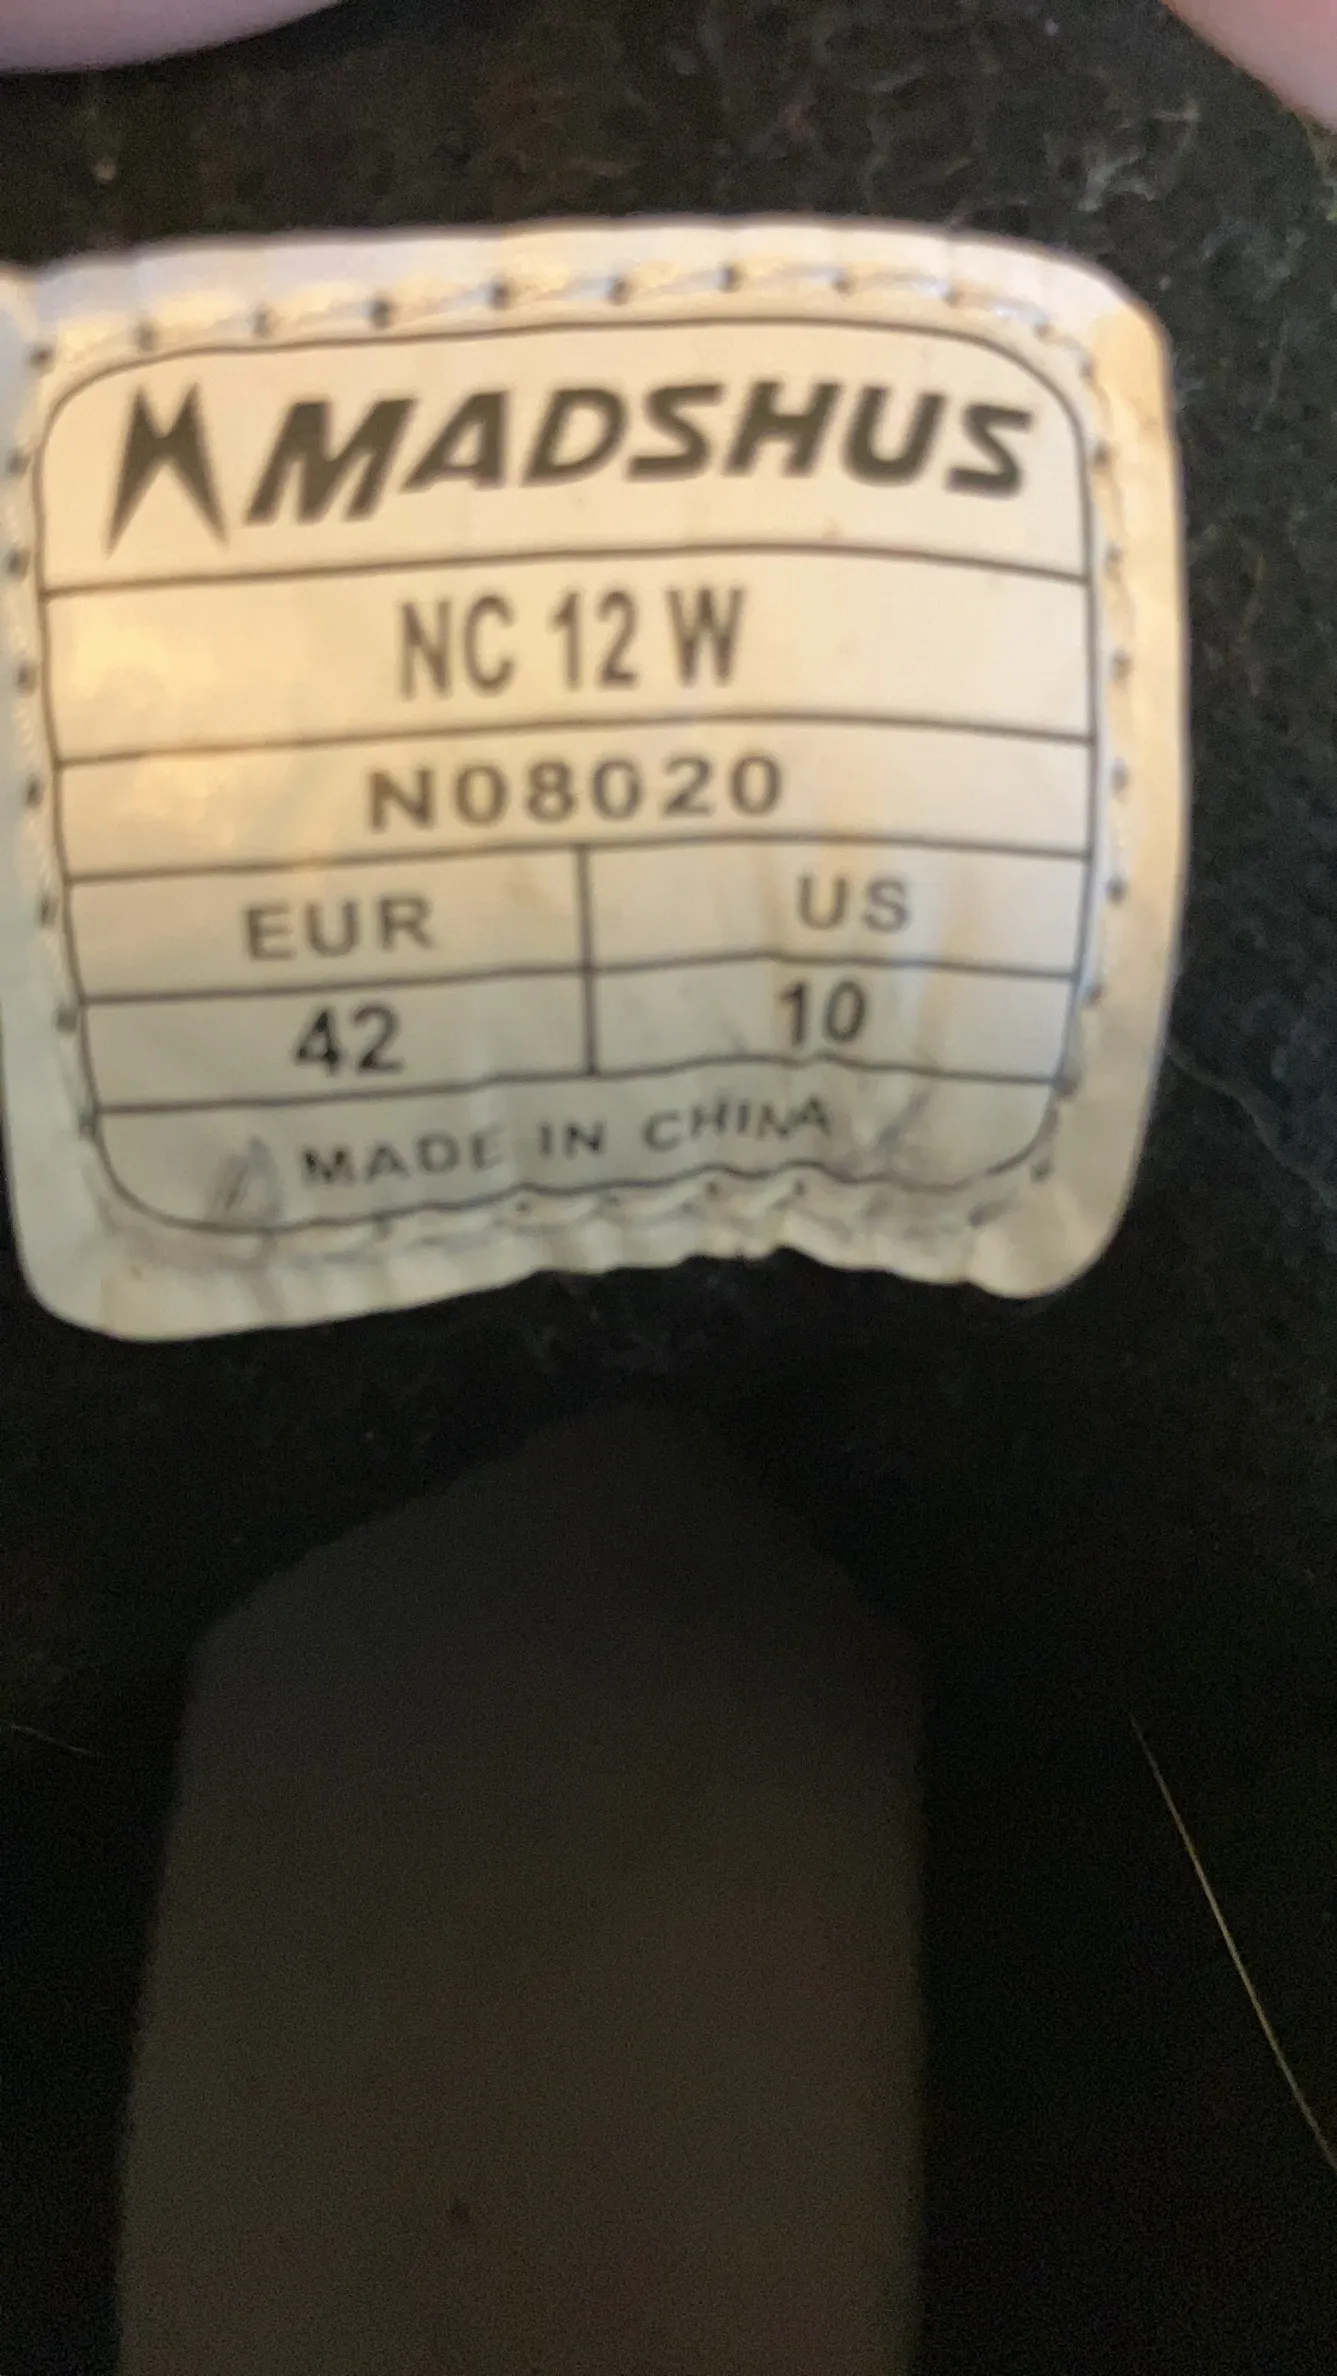 MADSHUS
NC 12 W
N08020
EUR US
42 10
MADE IN CHINA